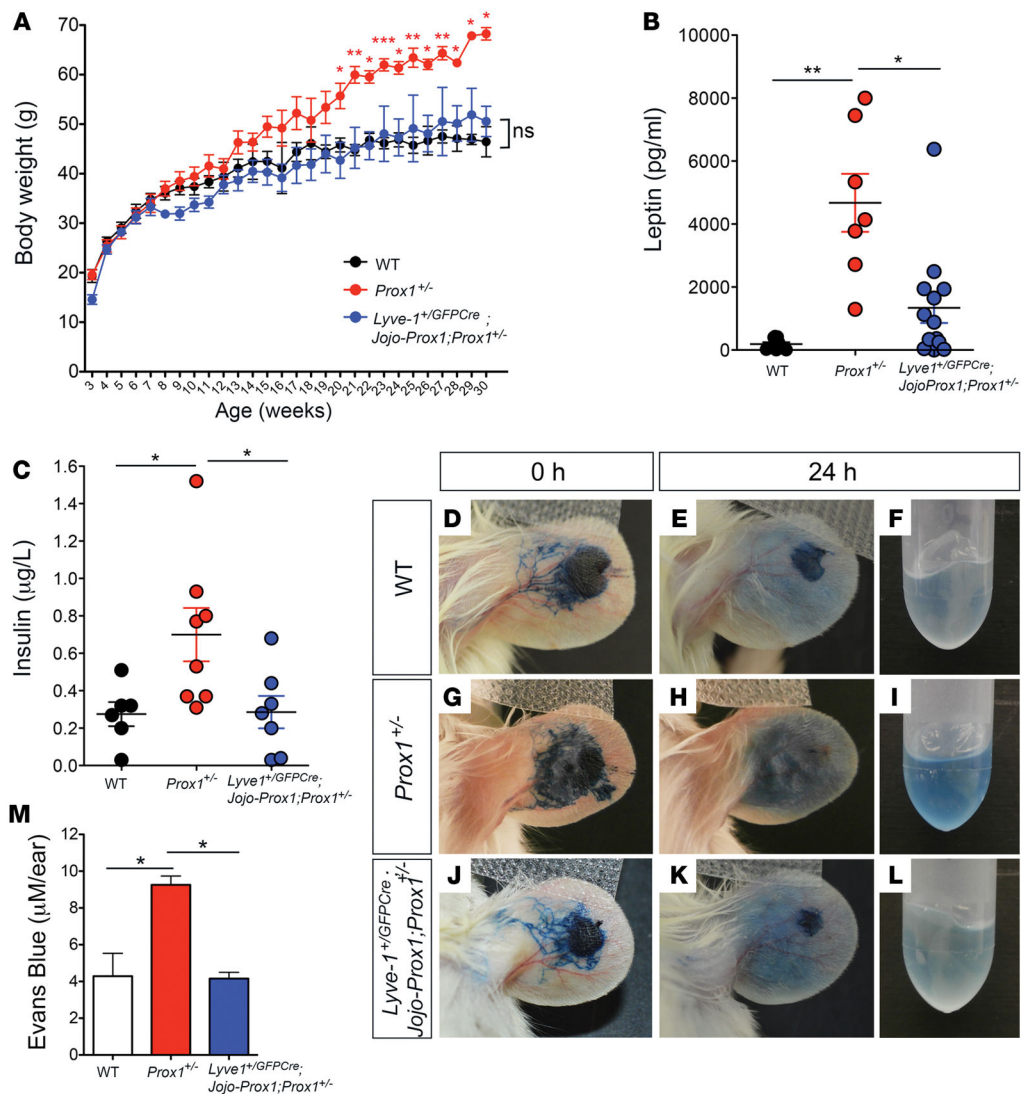 A
Body weight (g)
70
60
50
40
30
20
10
0
* ** * *** * ** * ** * * *
ns
WT
Prox1+/-
Lyve-1+/GFPCre;
Jojo-Prox1;Prox1+/-
3 4 5 6 7 8 9 10 11 12 13 14 15 16 17 18 19 20 21 22 23 24 25 26 27 28 29 30
Age (weeks)
B
Leptin (pg/ml)
10000
8000
6000
4000
2000
0
** *
WT Prox1+/- Lyve1+/GFPCre;
JojoProx1;Prox1+/-
C
Insulin (µg/L)
1.6
1.4
1.2
1.0
0.8
0.6
0.4
0.2
0.0
* *
WT Prox1+/- Lyve1+/GFPCre;
Jojo-Prox1;Prox1+/-
0 h 24 h
WT
D E F
Prox1+/-
G H I
Lyve-1+/GFPCre;
Jojo-Prox1;Prox1+/-
J K L
M
Evans Blue (µM/ear)
12
10
8
6
4
2
0
* *
WT Prox1+/- Lyve1+/GFPCre;
Jojo-Prox1;Prox1+/-